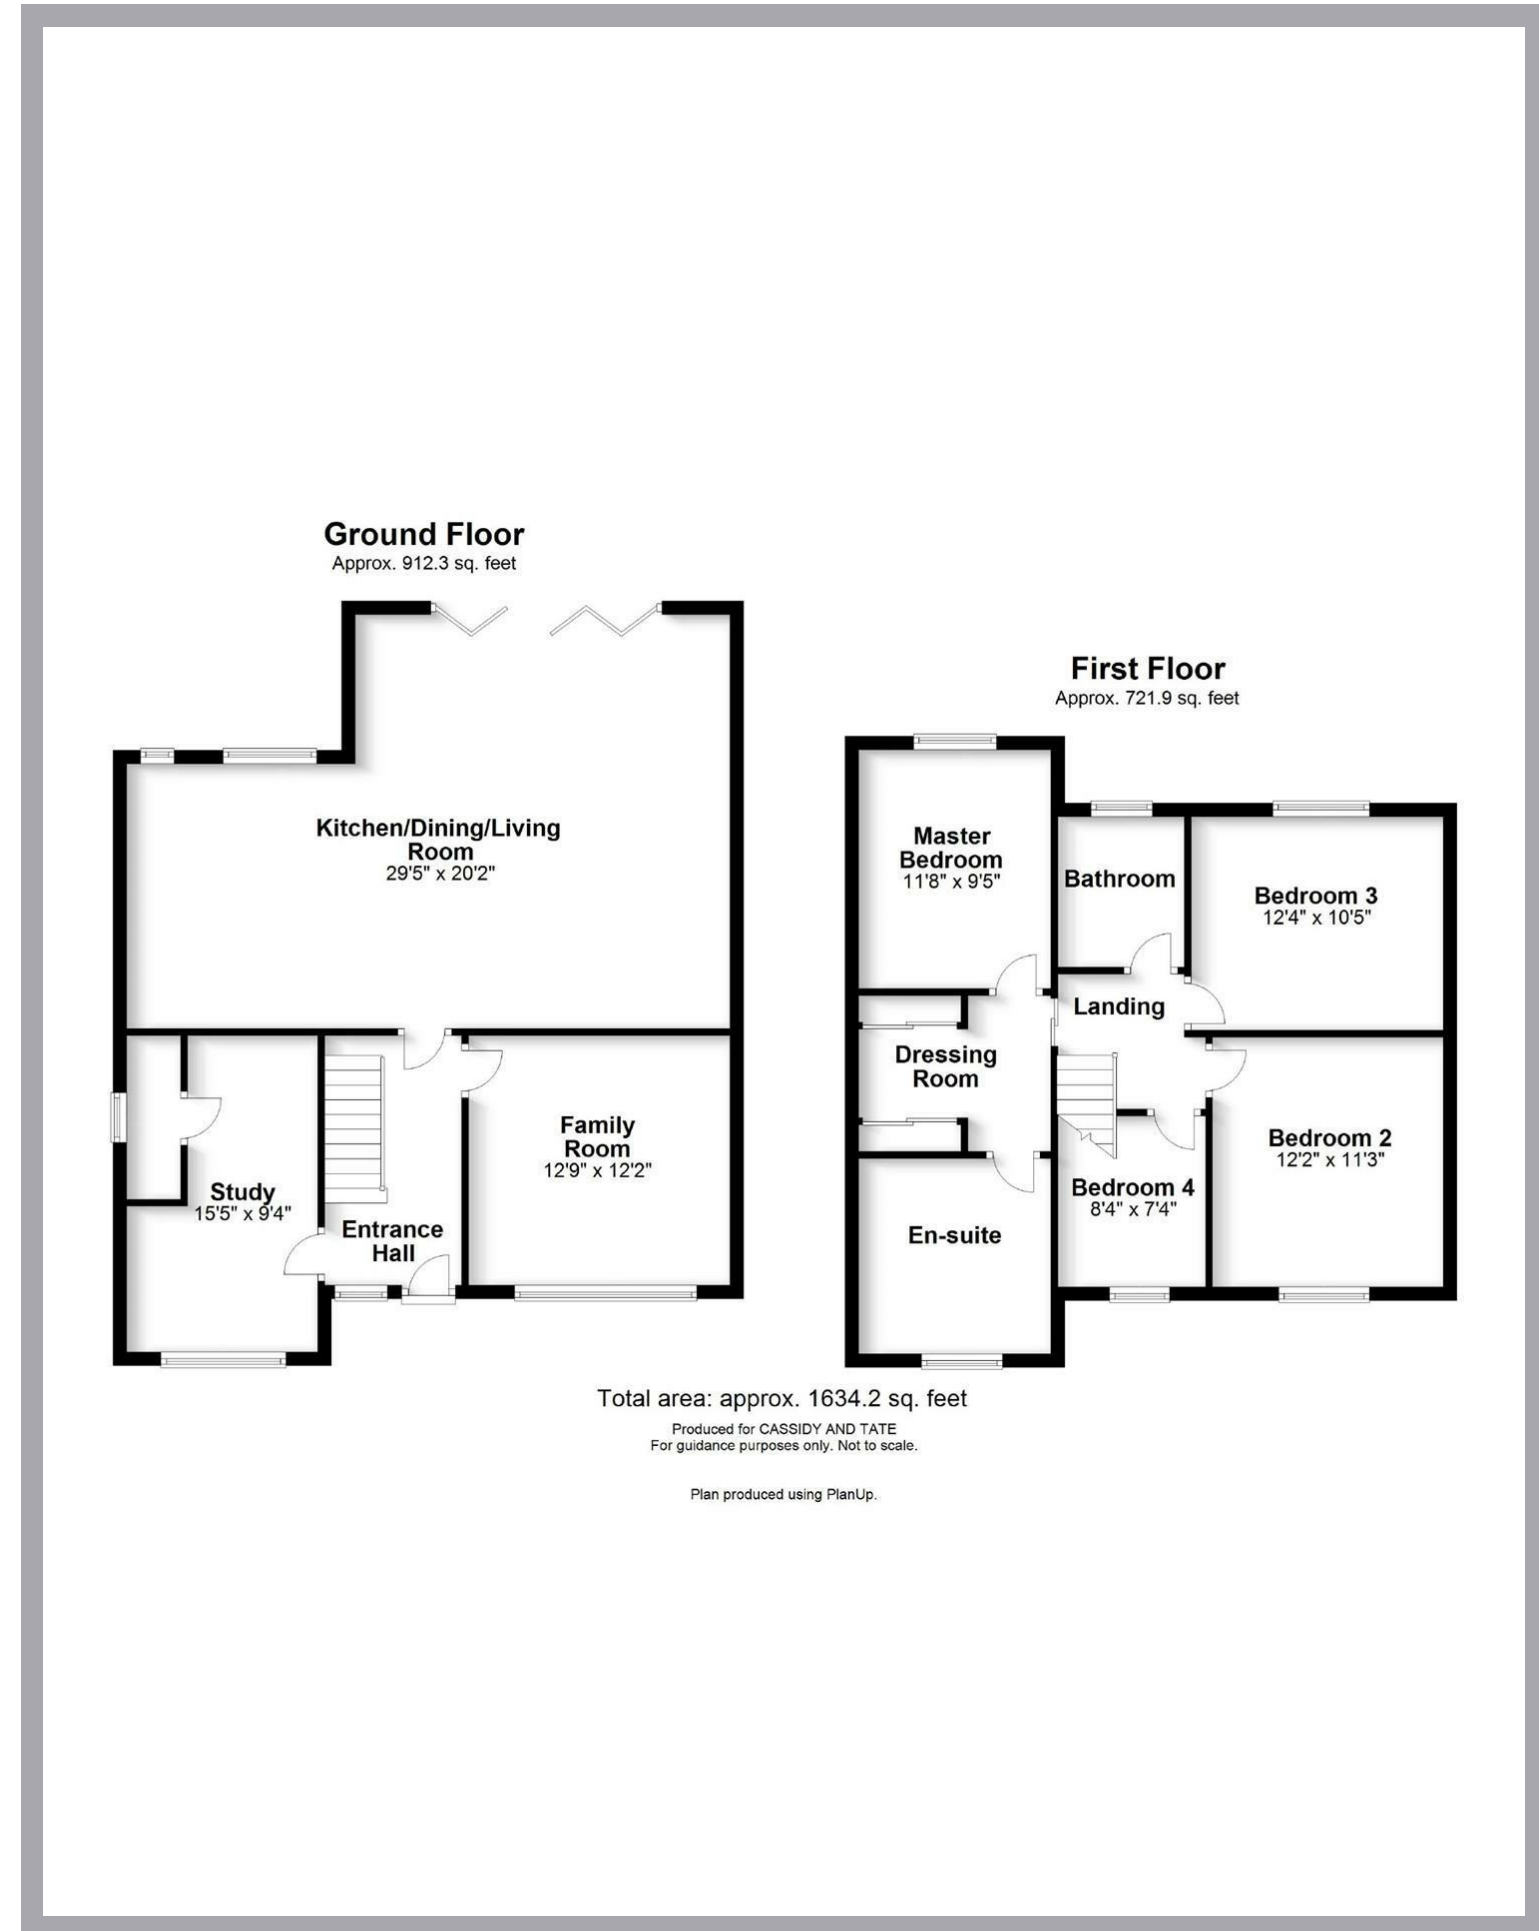 Ground Floor
Approx. 912.3 sq. feet
Kitchen/Dining/Living
Room
29'5" x 20'2"
Family
Room
12'9" x 12'2"
Study
15'5" x 9'4"
Entrance
Hall
First Floor
Approx. 721.9 sq. feet
Master
Bedroom
11'8" x 9'5"
Bathroom
Bedroom 3
12'4" x 10'5"
Landing
Dressing
Room
Bedroom 2
12'2" x 11'3"
Bedroom 4
8'4" x 7'4"
En-suite
Total area: approx. 1634.2 sq. feet
Produced for CASSIDY AND TATE
For guidance purposes only. Not to scale.
Plan produced using PlanUp.